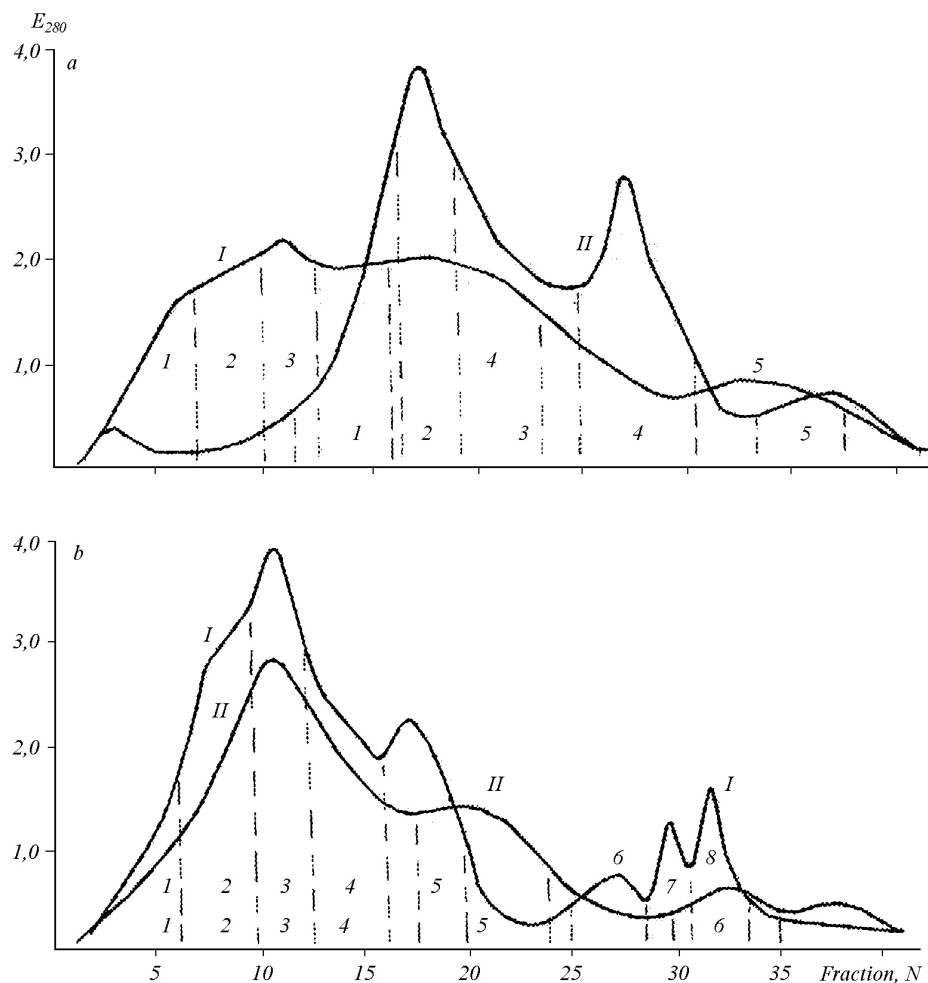 E280
4,0 a
3,0
I II
2,0
1 2 3 4 5
1,0
1 2 3 4 5
4,0 b
3,0 I
II
2,0
II I
1,0
6 8
1 2 3 4 5 7
1 2 3 4 5 6
5 10 15 20 25 30 35 Fraction, N